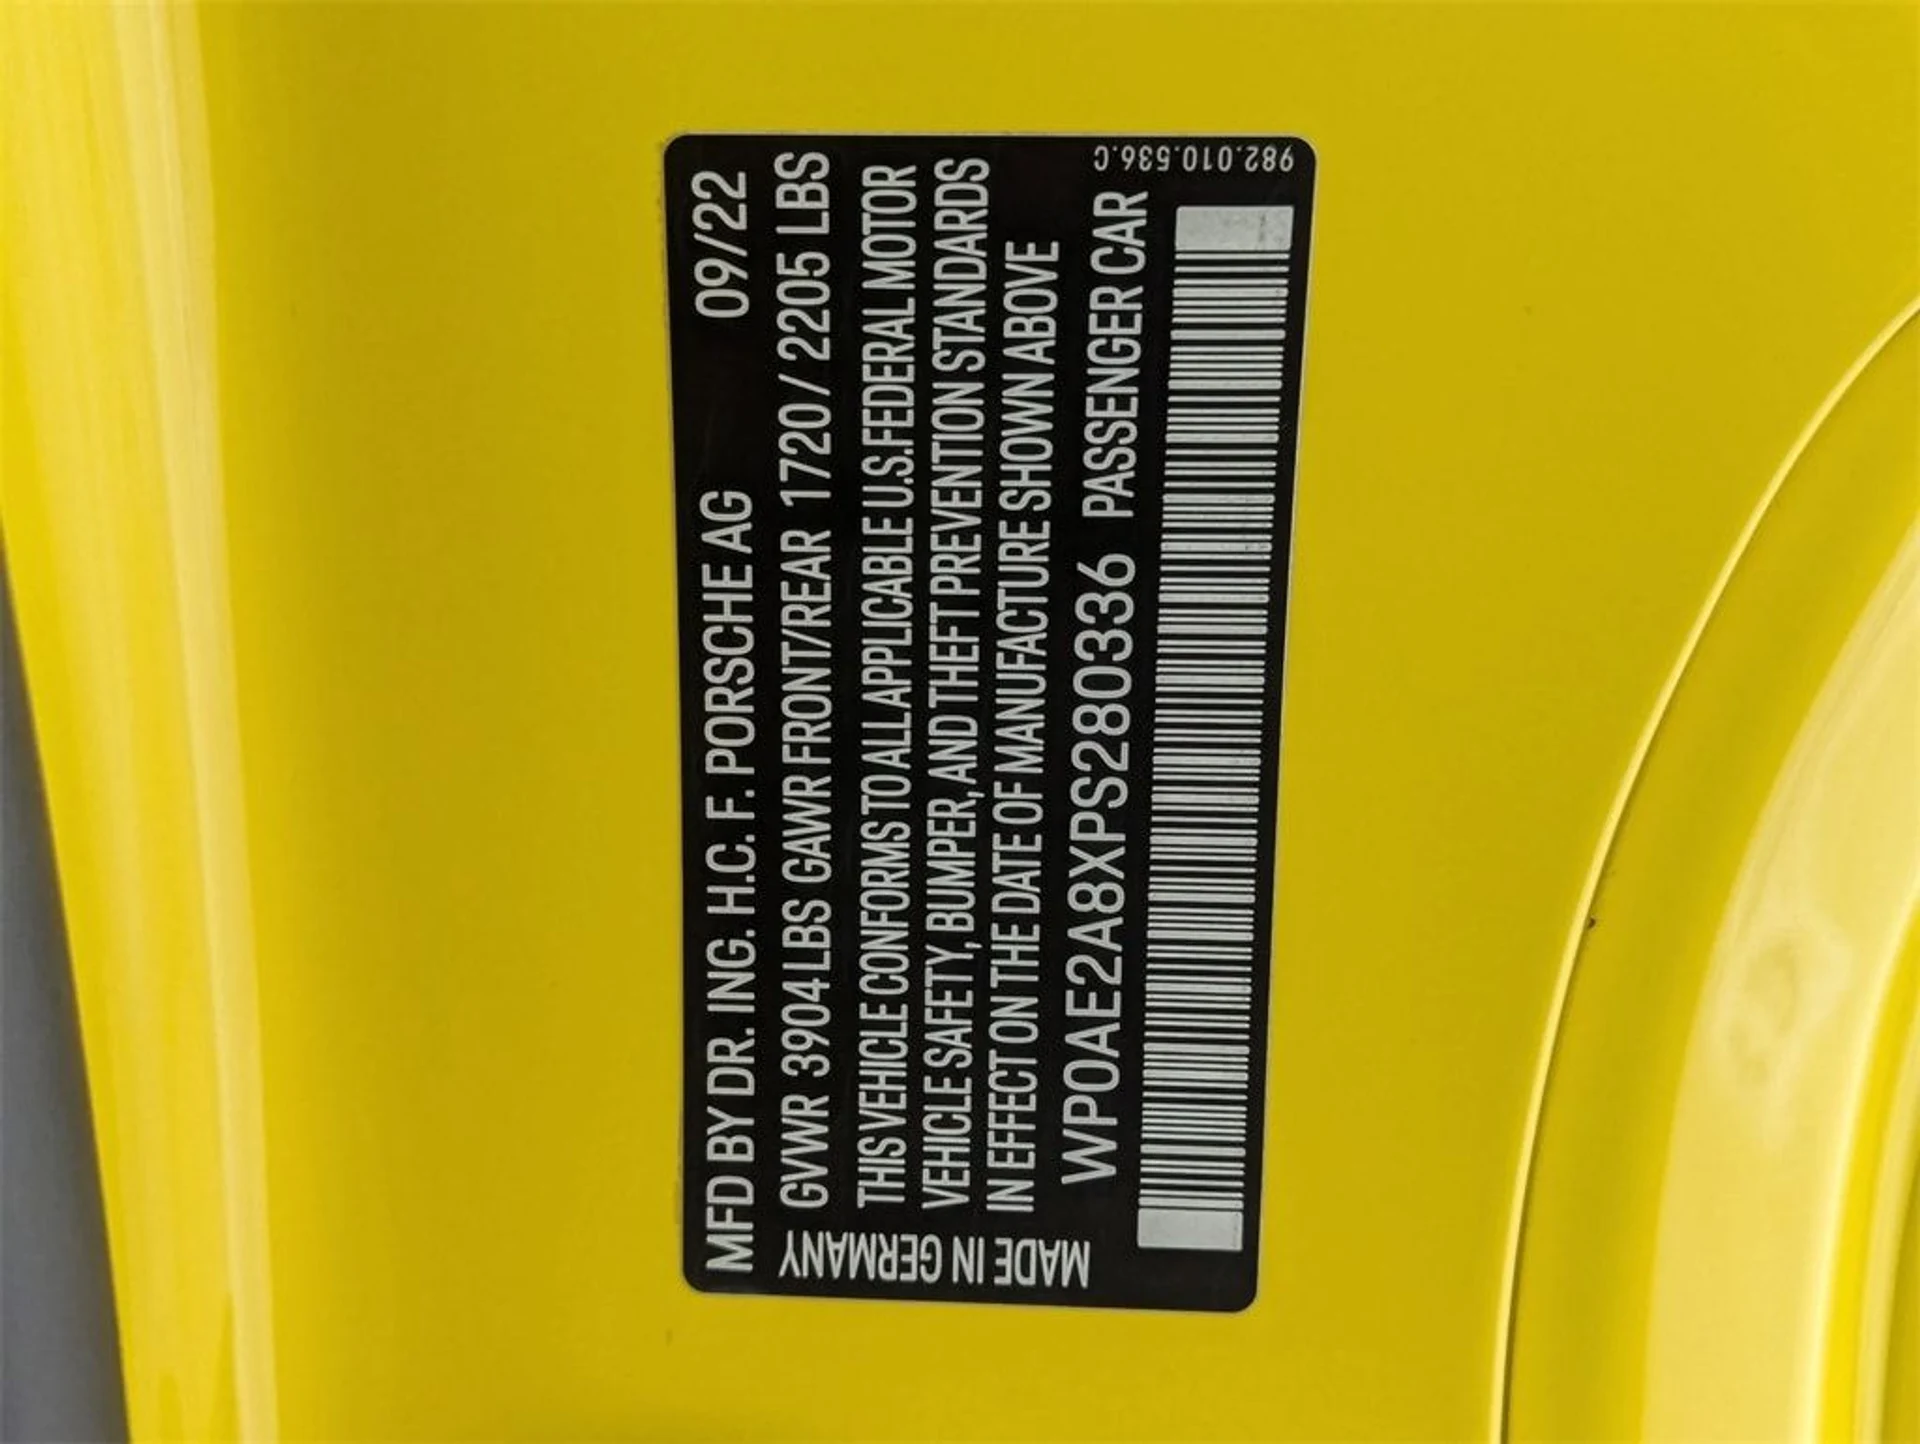 MFD BY DR. ING. H.C. F. PORSCHE AG 09/22
GVWR 3904 LBS GAWR FRONT/REAR 1720 / 2205 LBS
THIS VEHICLE CONFORMS TO ALL APPLICABLE U.S.FEDERAL MOTOR
VEHICLE SAFETY, BUMPER, AND THEFT PREVENTION STANDARDS
IN EFFECT ON THE DATE OF MANUFACTURE SHOWN ABOVE
WP0AE2A8XPS280336 PASSENGER CAR
MADE IN GERMANY
982.010.536.C